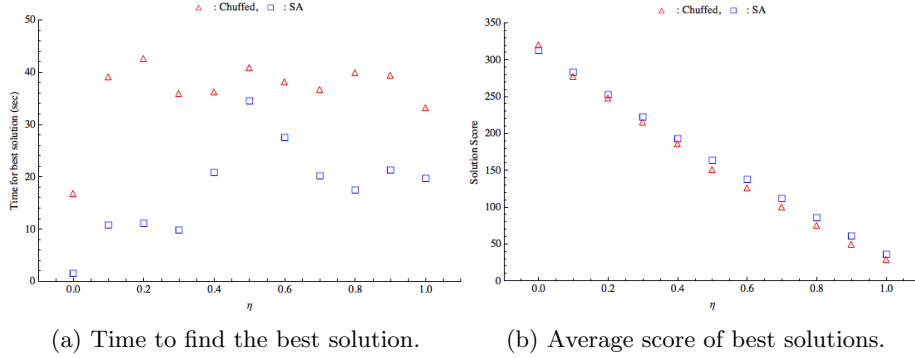 : Chuffed, : SA
50
40
30
20
10
0
Time for best solution (sec)
0.0 0.2 0.4 0.6 0.8 1.0
η
(a) Time to find the best solution.
: Chuffed, : SA
350
300
250
200
150
100
50
0
Solution Score
0.0 0.2 0.4 0.6 0.8 1.0
η
(b) Average score of best solutions.